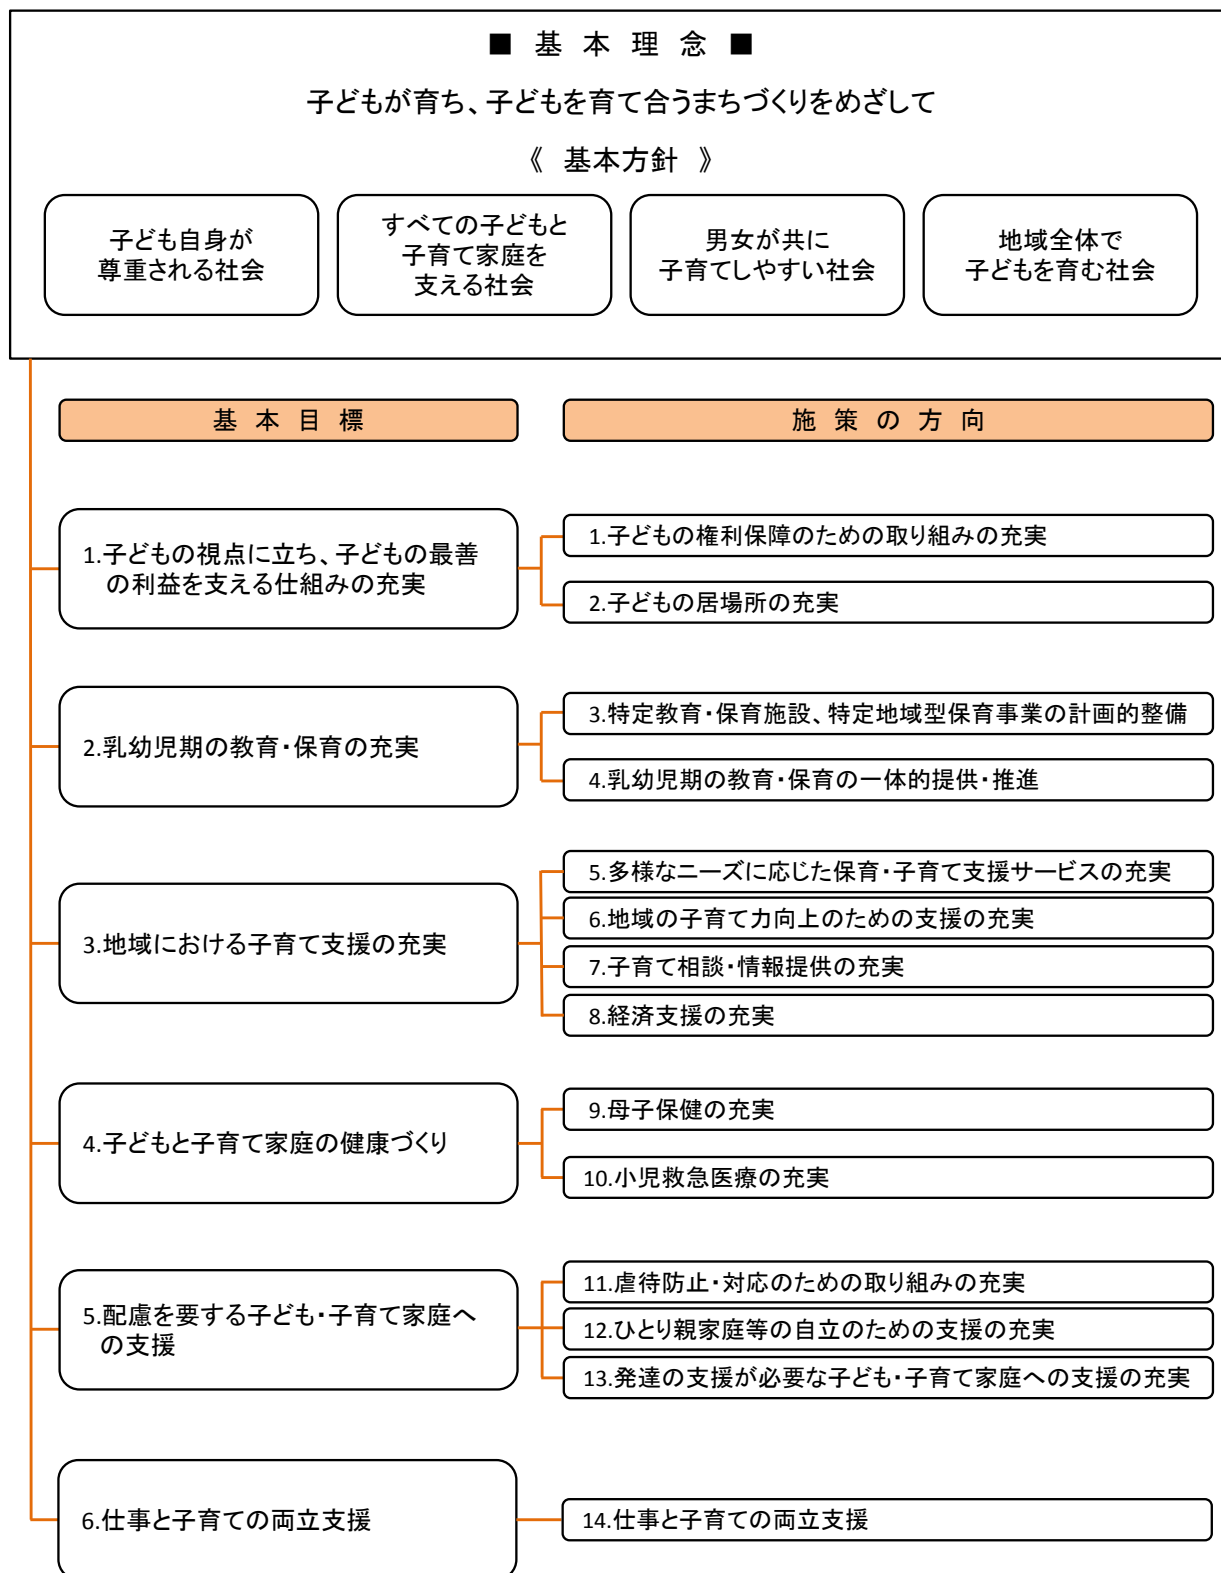 ■ 基 本 理 念 ■
子どもが育ち、子どもを育て合うまちづくりをめざして
《 基本方針 》
子ども自身が
尊重される社会
すべての子どもと
子育て家庭を
支える社会
男女が共に
子育てしやすい社会
地域全体で
子どもを育む社会
基 本 目 標
施 策 の 方 向
1.子どもの視点に立ち、子どもの最善
の利益を支える仕組みの充実
1.子どもの権利保障のための取り組みの充実
2.子どもの居場所の充実
2.乳幼児期の教育・保育の充実
3.特定教育・保育施設、特定地域型保育事業の計画的整備
4.乳幼児期の教育・保育の一体的提供・推進
3.地域における子育て支援の充実
5.多様なニーズに応じた保育・子育て支援サービスの充実
6.地域の子育て力向上のための支援の充実
7.子育て相談・情報提供の充実
8.経済支援の充実
4.子どもと子育て家庭の健康づくり
9.母子保健の充実
10.小児救急医療の充実
5.配慮を要する子ども・子育て家庭へ
の支援
11.虐待防止・対応のための取り組みの充実
12.ひとり親家庭等の自立のための支援の充実
13.発達の支援が必要な子ども・子育て家庭への支援の充実
6.仕事と子育ての両立支援
14.仕事と子育ての両立支援